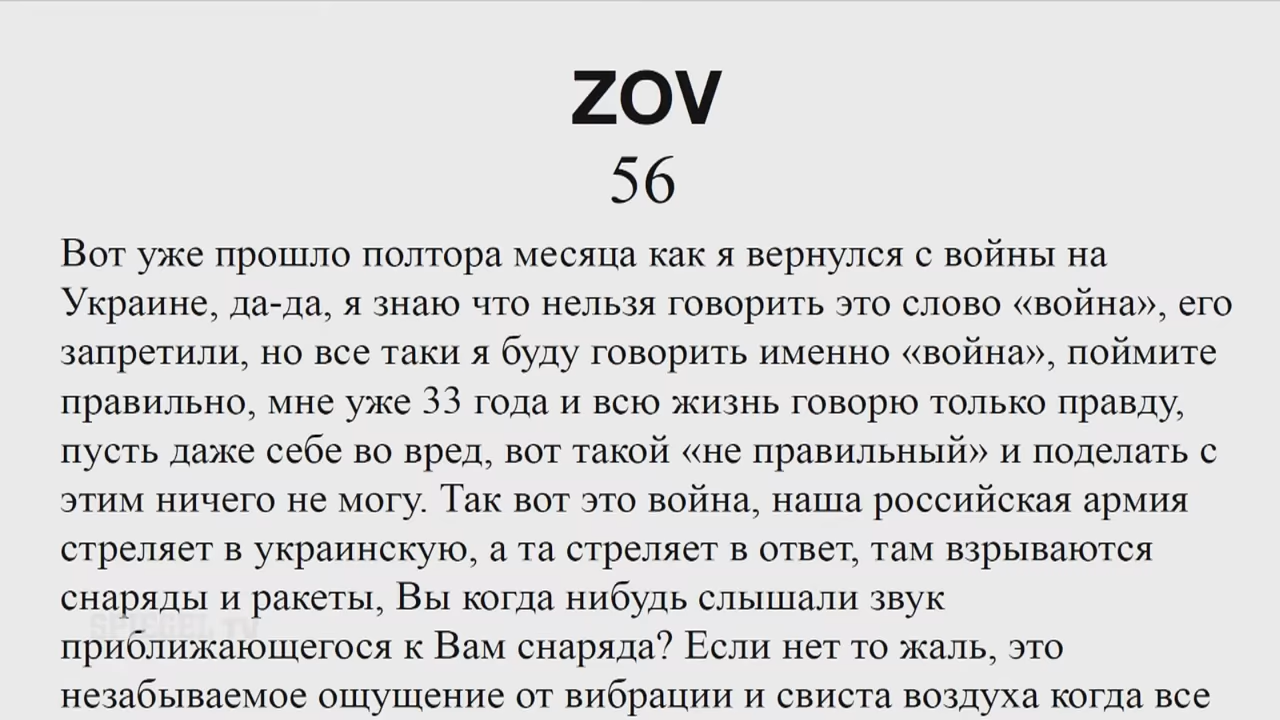 ZOV
56
Вот уже прошло полтора месяца как я вернулся с войны на
Украине, да-да, я знаю что нельзя говорить это слово «война», его
запретили, но все таки я буду говорить именно «война», поймите
правильно, мне уже 33 года и всю жизнь говорю только правду,
пусть даже себе во вред, вот такой «не правильный» и поделать с
этим ничего не могу. Так вот это война, наша российская армия
стреляет в украинскую, а та стреляет в ответ, там взрываются
снаряды и ракеты, Вы когда нибудь слышали звук
SPIEGEL TV
приближающегося к Вам снаряда? Если нет то жаль, это
незабываемое ощущение от вибрации и свиста воздуха когда все